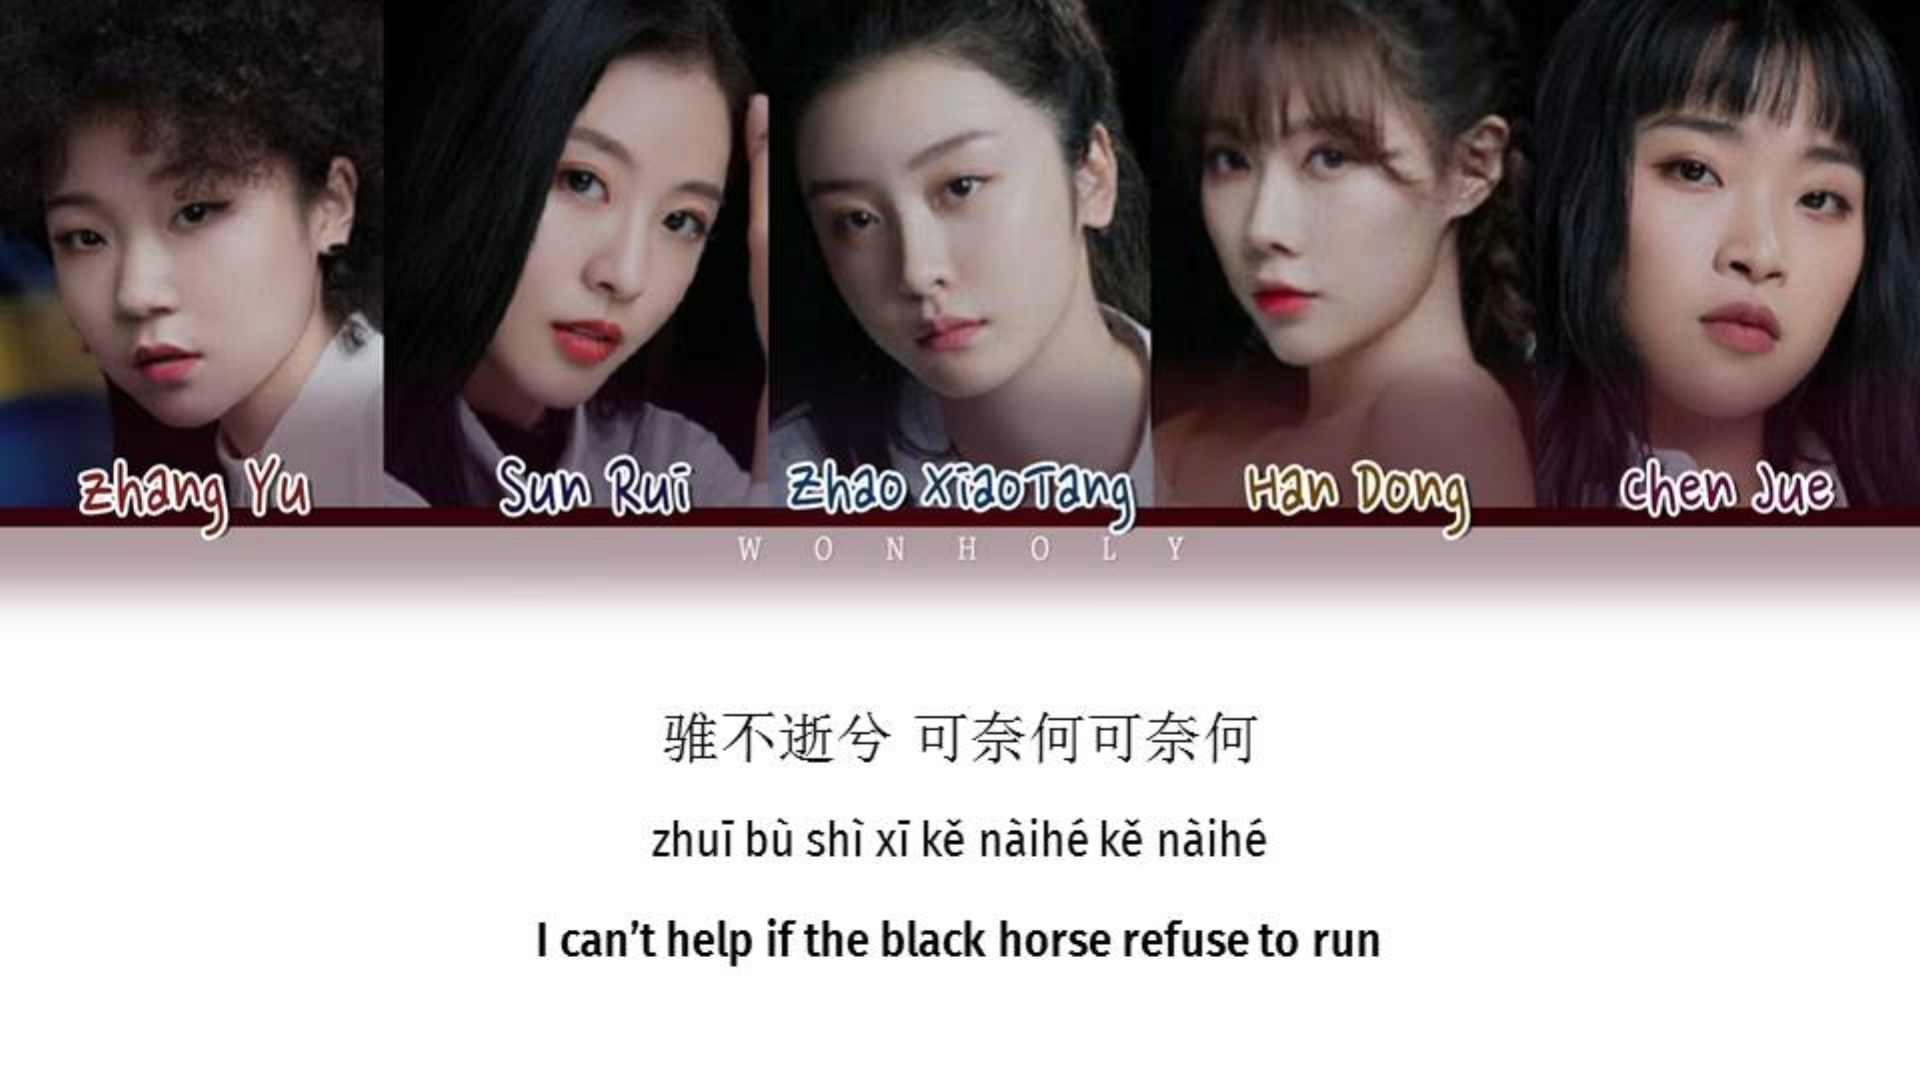 Zhang Yu Sun Rui Zhao XiaoTang Han Dong Chen Jue
WONHOLY
骓不逝兮 可奈何可奈何
zhuī bù shì xī kě nàihé kě nàihé
I can't help if the black horse refuse to run